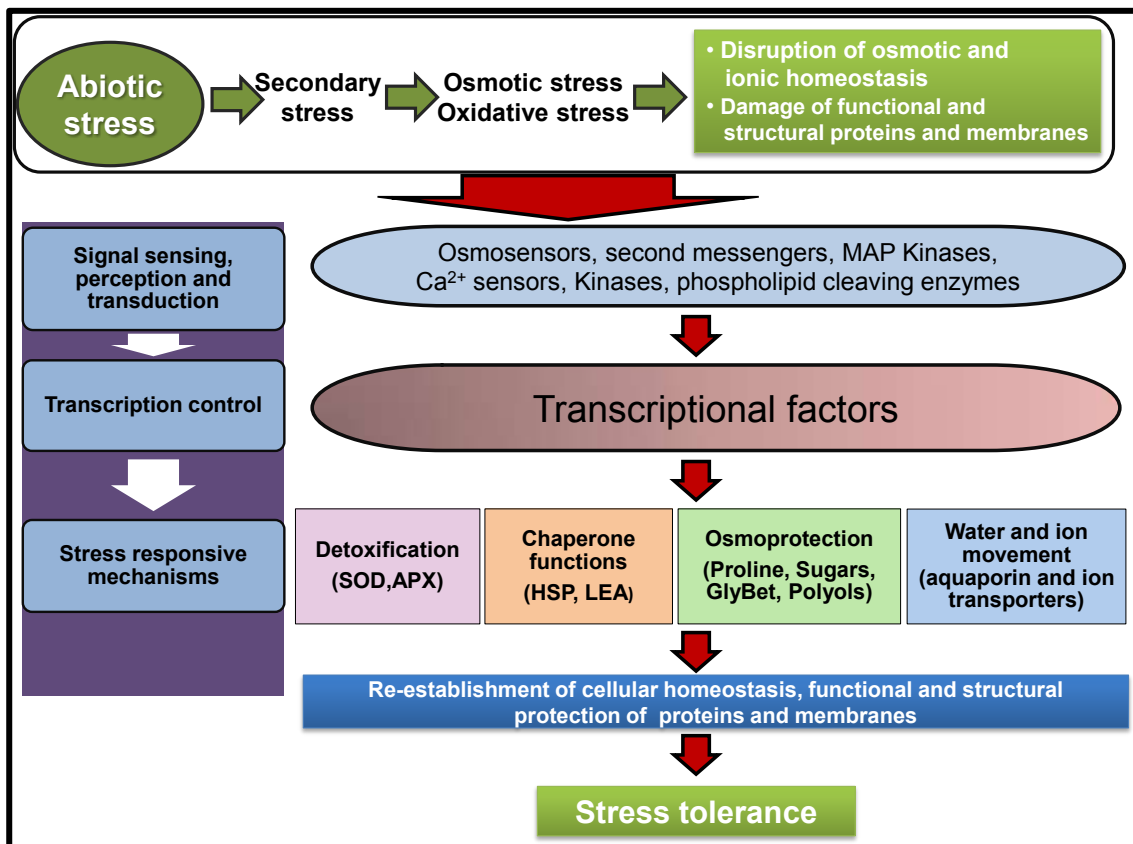 Abiotic
stress
Secondary
stress
Osmotic stress
Oxidative stress
• Disruption of osmotic and
ionic homeostasis
• Damage of functional and
structural proteins and membranes
Signal sensing,
perception and
transduction
Osmosensors, second messengers, MAP Kinases,
Ca²⁺ sensors, Kinases, phospholipid cleaving enzymes
Transcription control
Transcriptional factors
Stress responsive
mechanisms
Detoxification
(SOD,APX)
Chaperone
functions
(HSP, LEA)
Osmoprotection
(Proline, Sugars,
GlyBet, Polyols)
Water and ion
movement
(aquaporin and ion
transporters)
Re-establishment of cellular homeostasis, functional and structural
protection of proteins and membranes
Stress tolerance